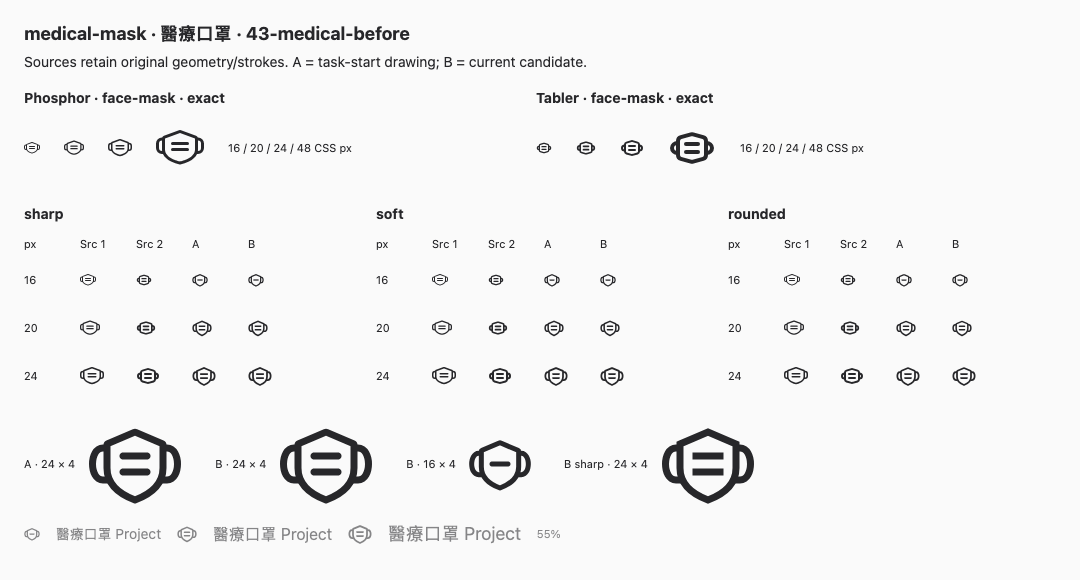 medical-mask · 醫療口罩 · 43-medical-before
Sources retain original geometry/strokes. A = task-start drawing; B = current candidate.
Phosphor · face-mask · exact
Tabler · face-mask · exact
16 / 20 / 24 / 48 CSS px
16 / 20 / 24 / 48 CSS px
sharp
soft
rounded
px Src 1 Src 2 A B
px Src 1 Src 2 A B
px Src 1 Src 2 A B
16
16
16
20
20
20
24
24
24
A · 24 × 4
B · 24 × 4
B · 16 × 4
B sharp · 24 × 4
醫療口罩 Project
醫療口罩 Project
醫療口罩 Project
55%